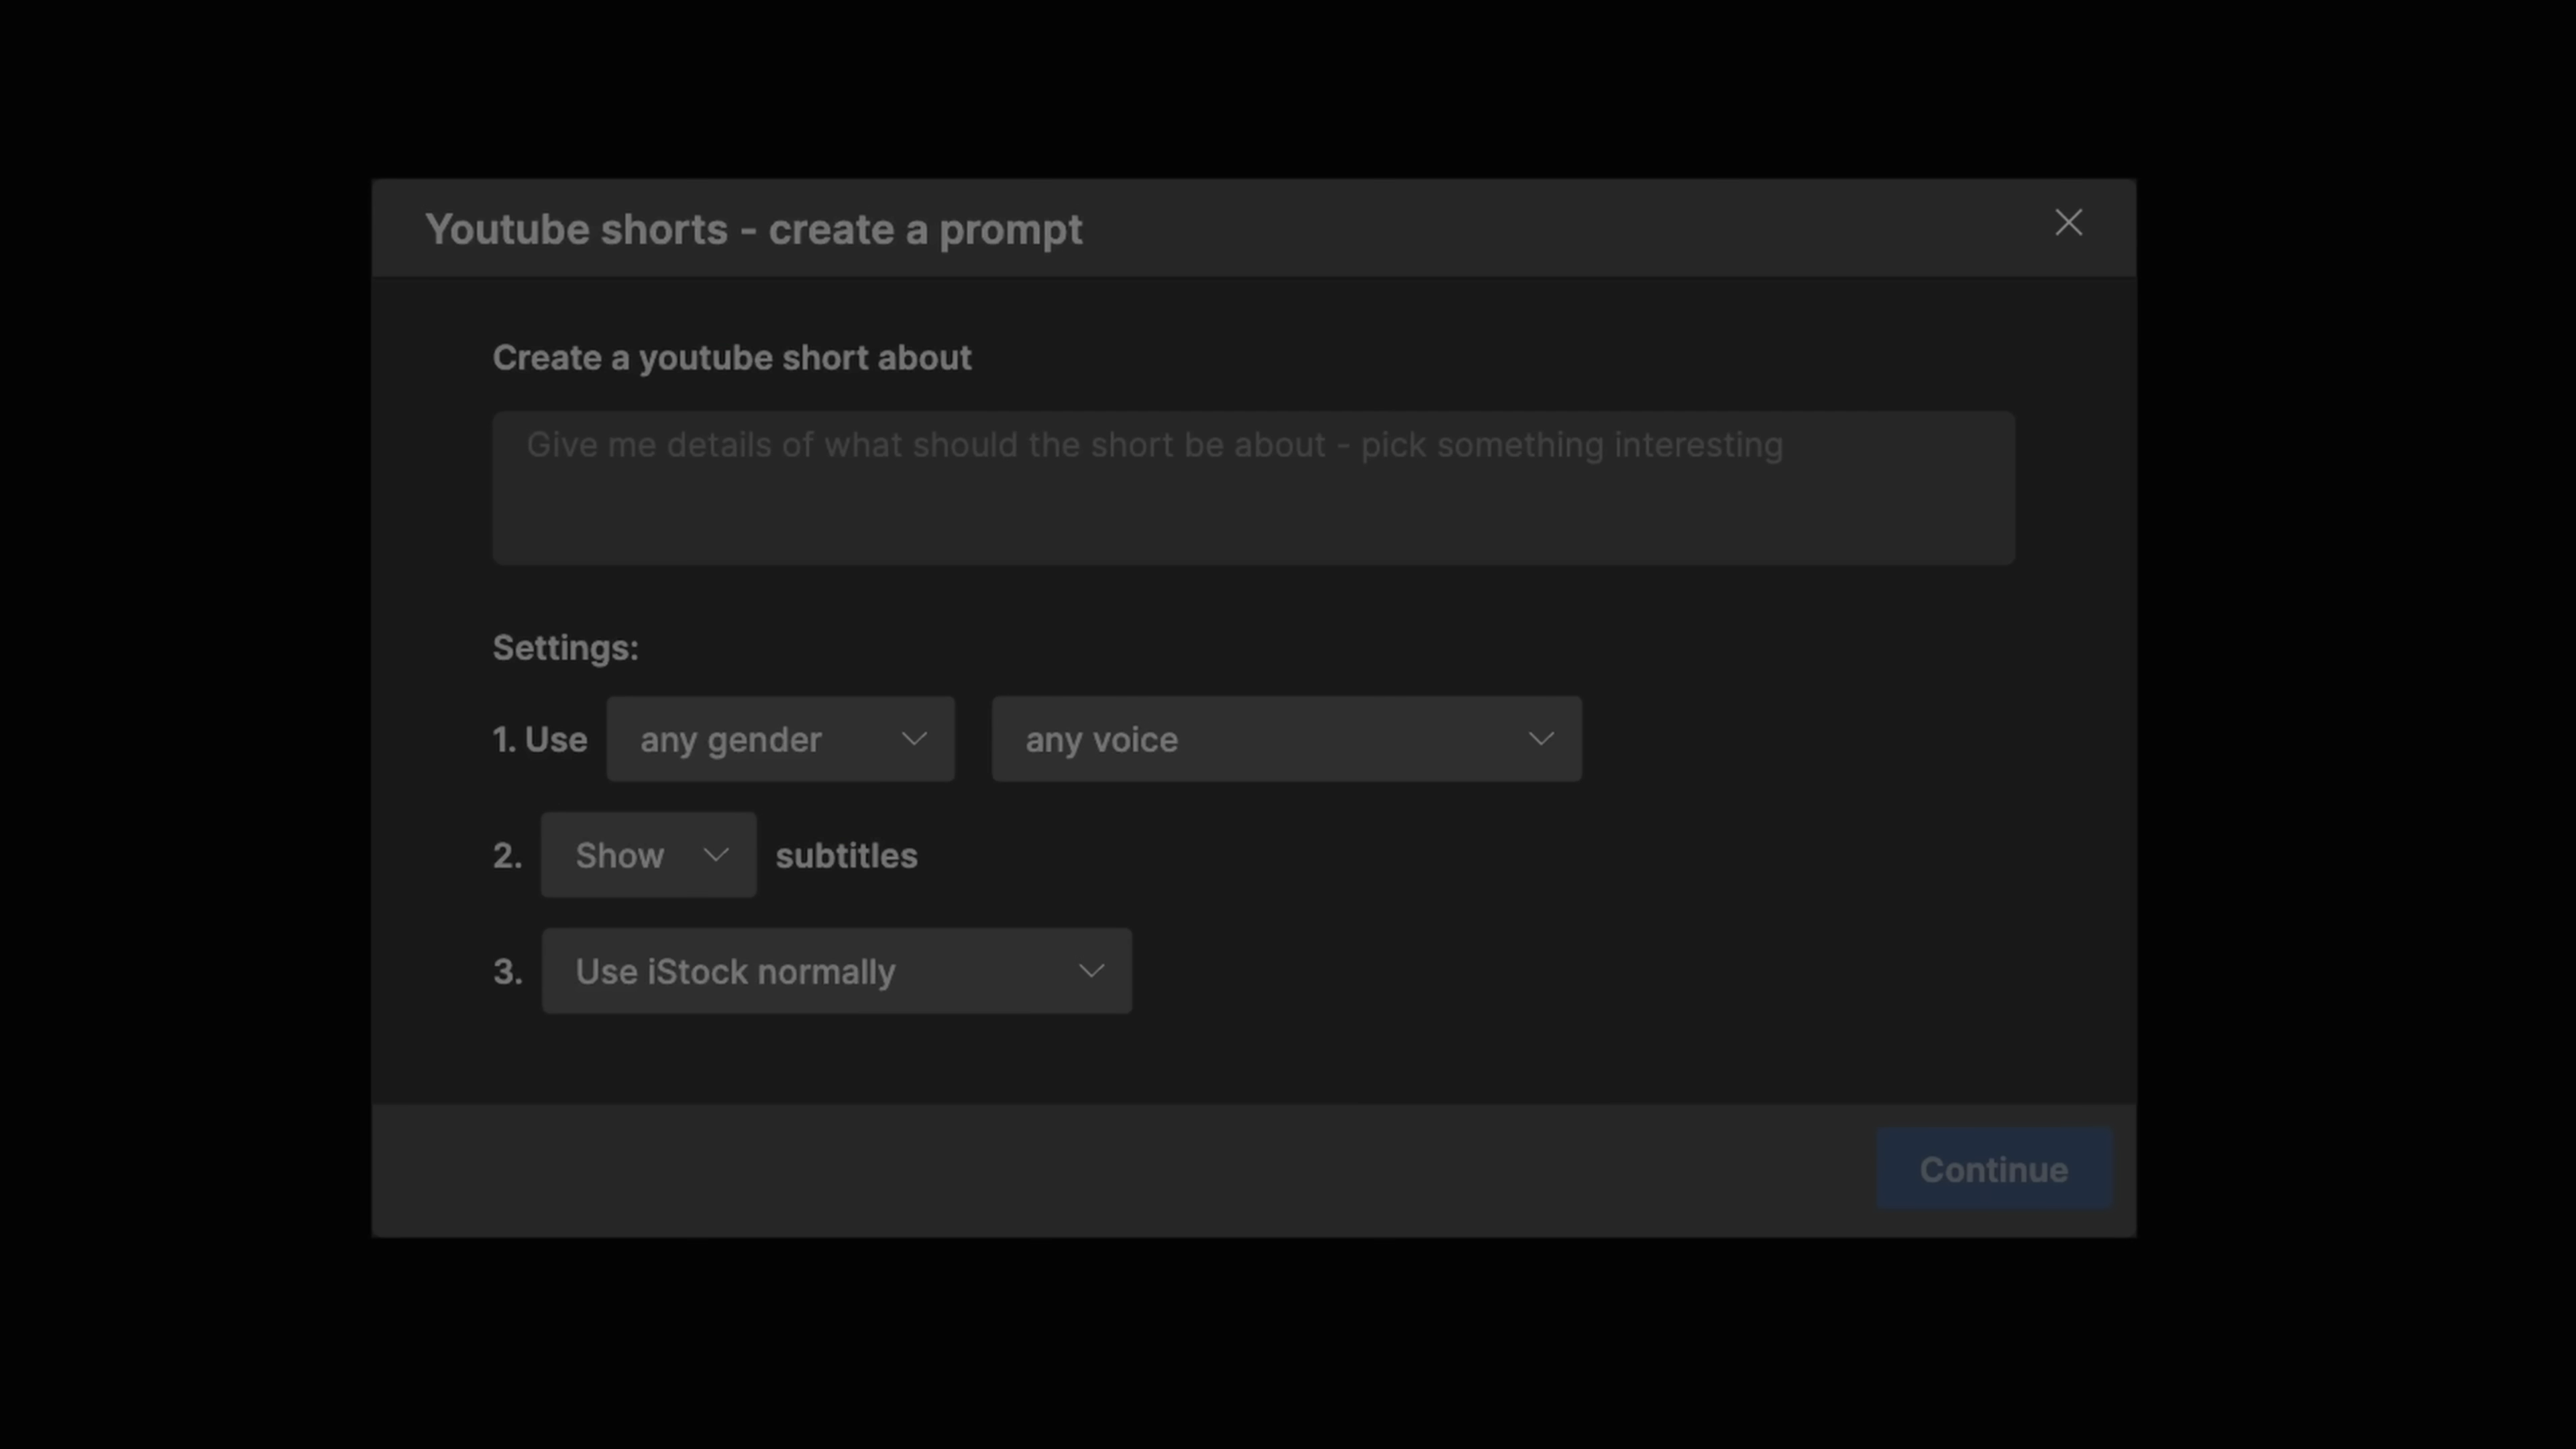 Youtube shorts - create a prompt
Create a youtube short about
Give me details of what should the short be about - pick something interesting
Settings:
1. Use any gender any voice
2. Show subtitles
3. Use iStock normally
Continue